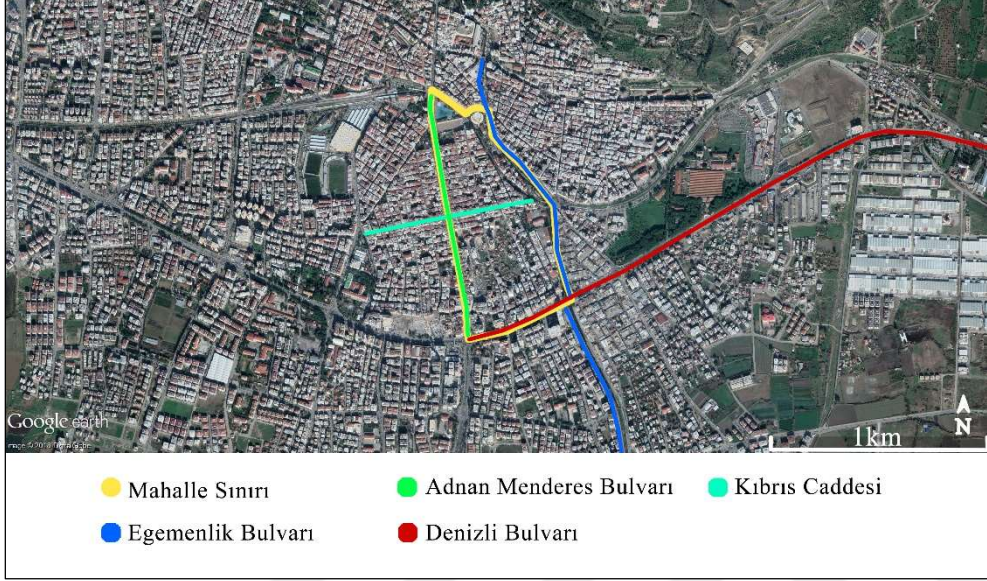 Google earth
1km
N
Mahalle Sınırı
Adnan Menderes Bulvarı
Kıbrıs Caddesi
Egemenlik Bulvarı
Denizli Bulvarı